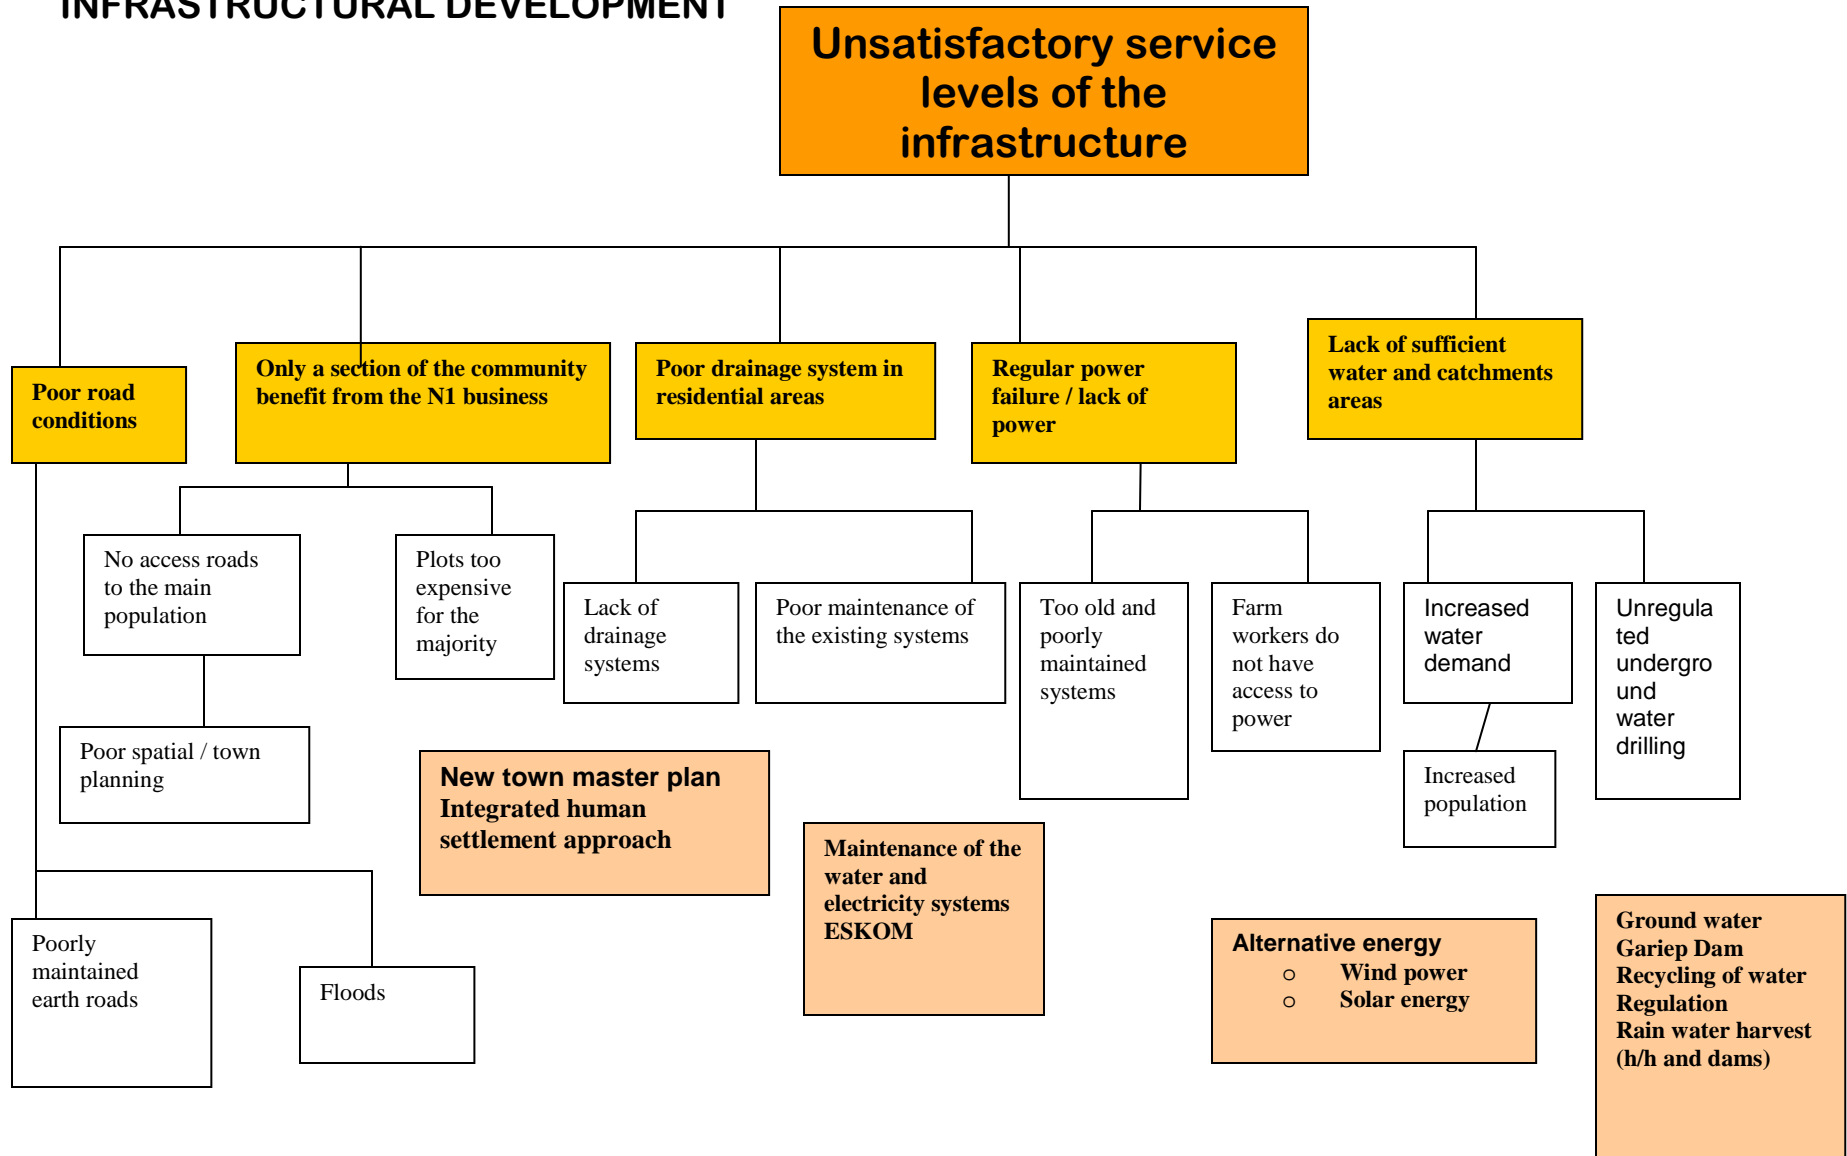 INFRASTRUCTURAL DEVELOPMENT
Unsatisfactory service
levels of the
infrastructure
Poor road
conditions
Only a section of the community
benefit from the N1 business
Poor drainage system in
residential areas
Regular power
failure / lack of
power
Lack of sufficient
water and catchments
areas
No access roads
to the main
population
Plots too
expensive
for the
majority
Lack of
drainage
systems
Poor maintenance of
the existing systems
Too old and
poorly
maintained
systems
Farm
workers do
not have
access to
power
Increased
water
demand
Unregula
ted
undergro
und
water
drilling
Poor spatial / town
planning
New town master plan
Integrated human
settlement approach
Increased
population
Maintenance of the
water and
electricity systems
ESKOM
Poorly
maintained
earth roads
Floods
Alternative energy
o Wind power
o Solar energy
Ground water
Gariep Dam
Recycling of water
Regulation
Rain water harvest
(h/h and dams)